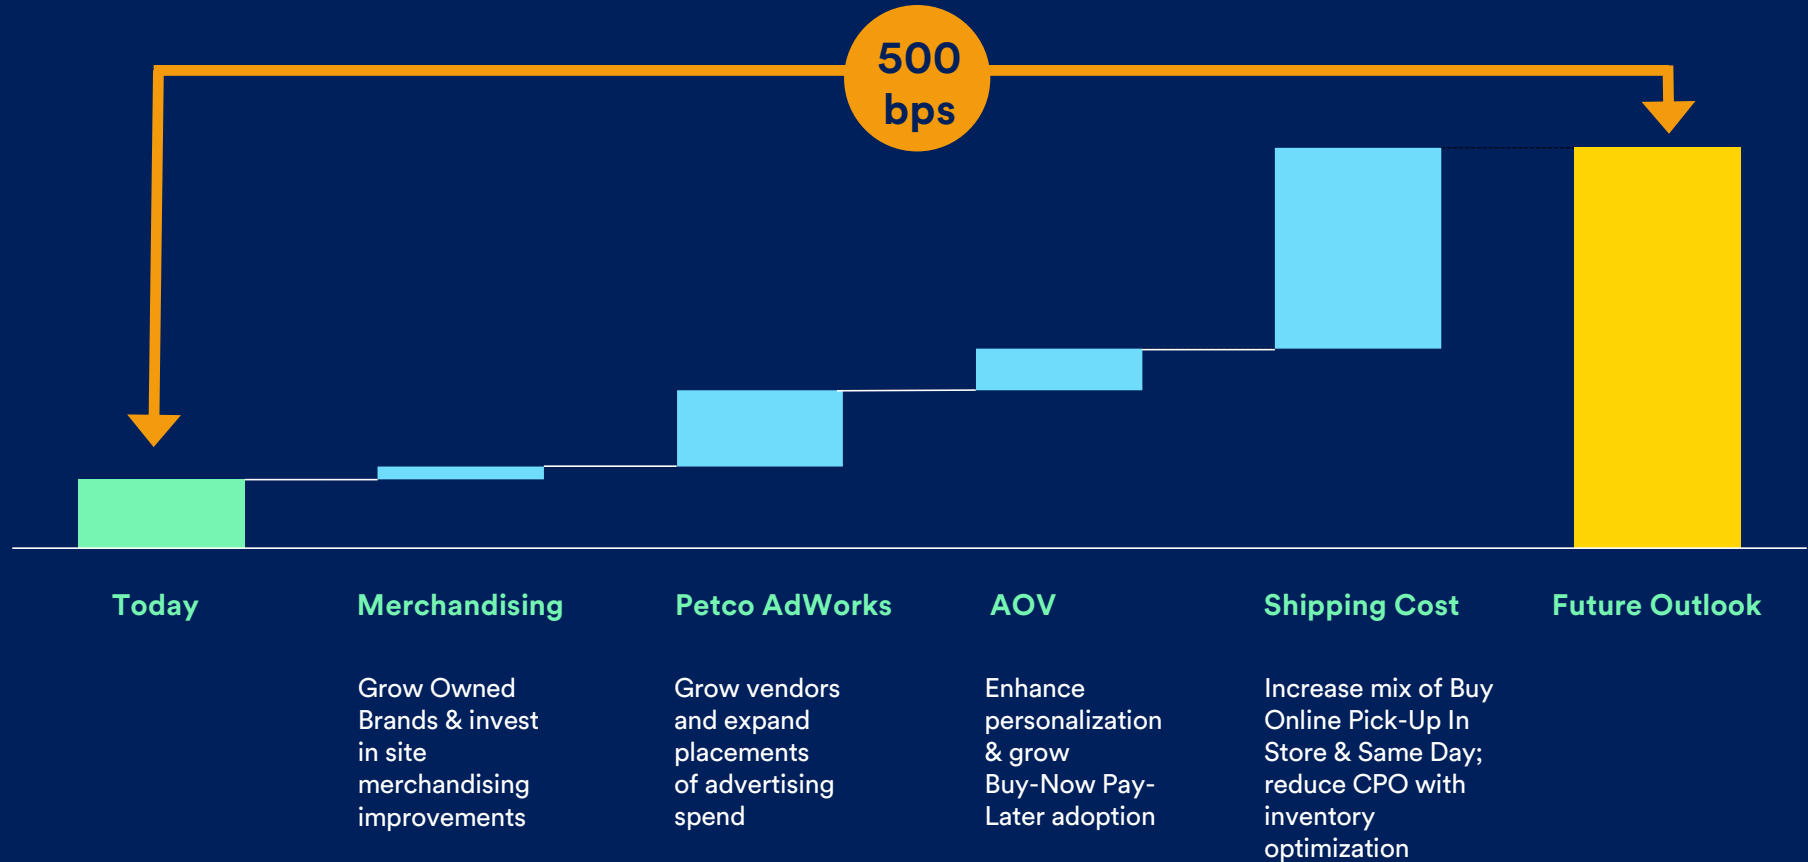 500
bps
Today
Merchandising
Grow Owned
Brands & invest
in site
merchandising
improvements
Petco AdWorks
Grow vendors
and expand
placements
of advertising
spend
AOV
Enhance
personalization
& grow
Buy-Now Pay-
Later adoption
Shipping Cost
Increase mix of Buy
Online Pick-Up In
Store & Same Day;
reduce CPO with
inventory
optimization
Future Outlook